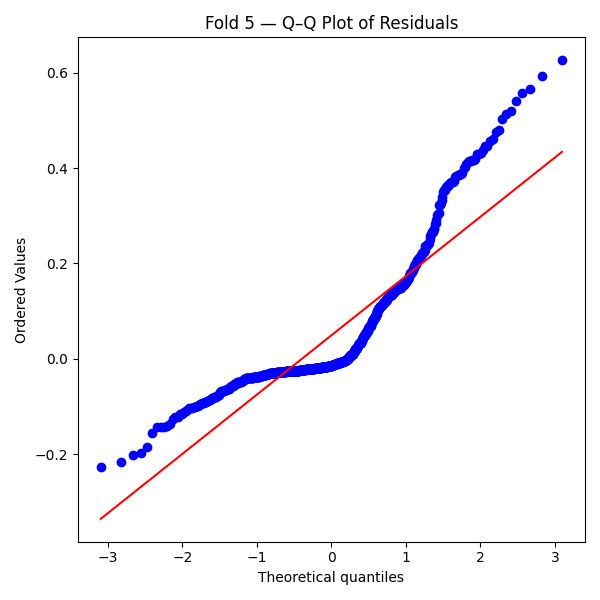 Fold 5 — Q–Q Plot of Residuals
Ordered Values
0.6
0.4
0.2
0.0
−0.2
−3 −2 −1 0 1 2 3
Theoretical quantiles